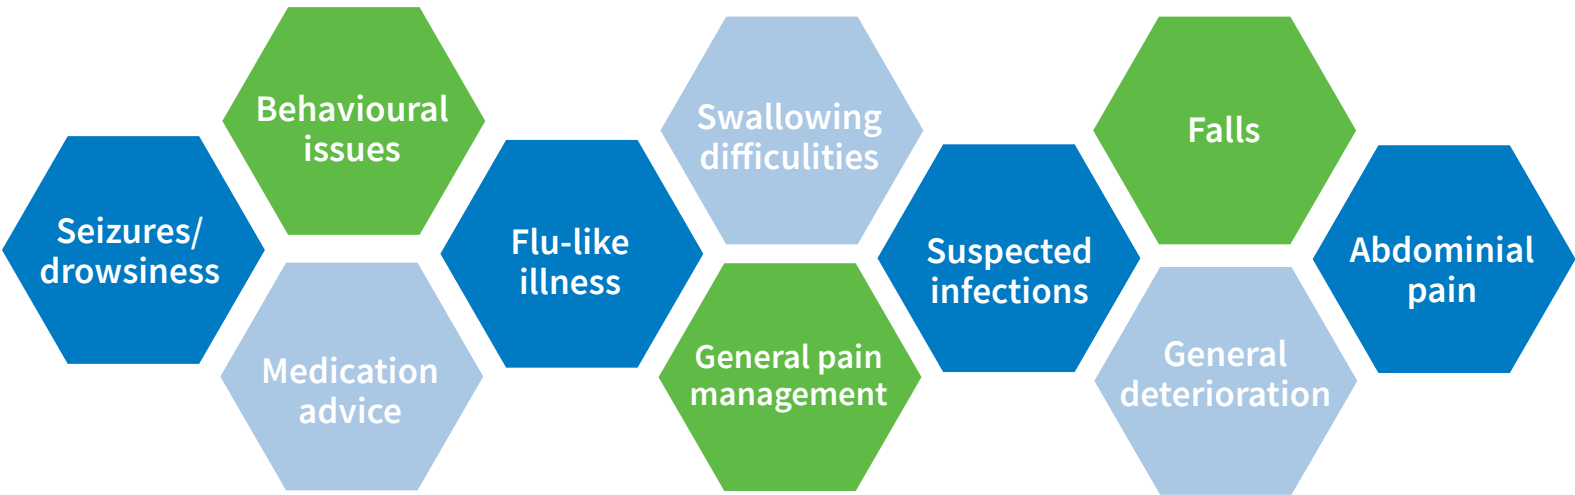 Seizures/
drowsiness
Behavioural
issues
Medication
advice
Flu-like
illness
Swallowing
difficulities
General pain
management
Suspected
infections
Falls
General
deterioration
Abdominial
pain